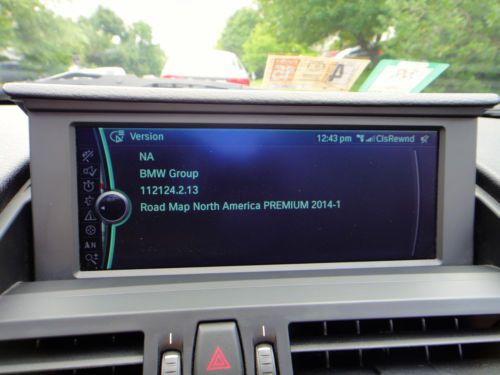 Version 12:43 pm ClsRewnd
NA
BMW Group
112124.2.13
Road Map North America PREMIUM 2014-1
N